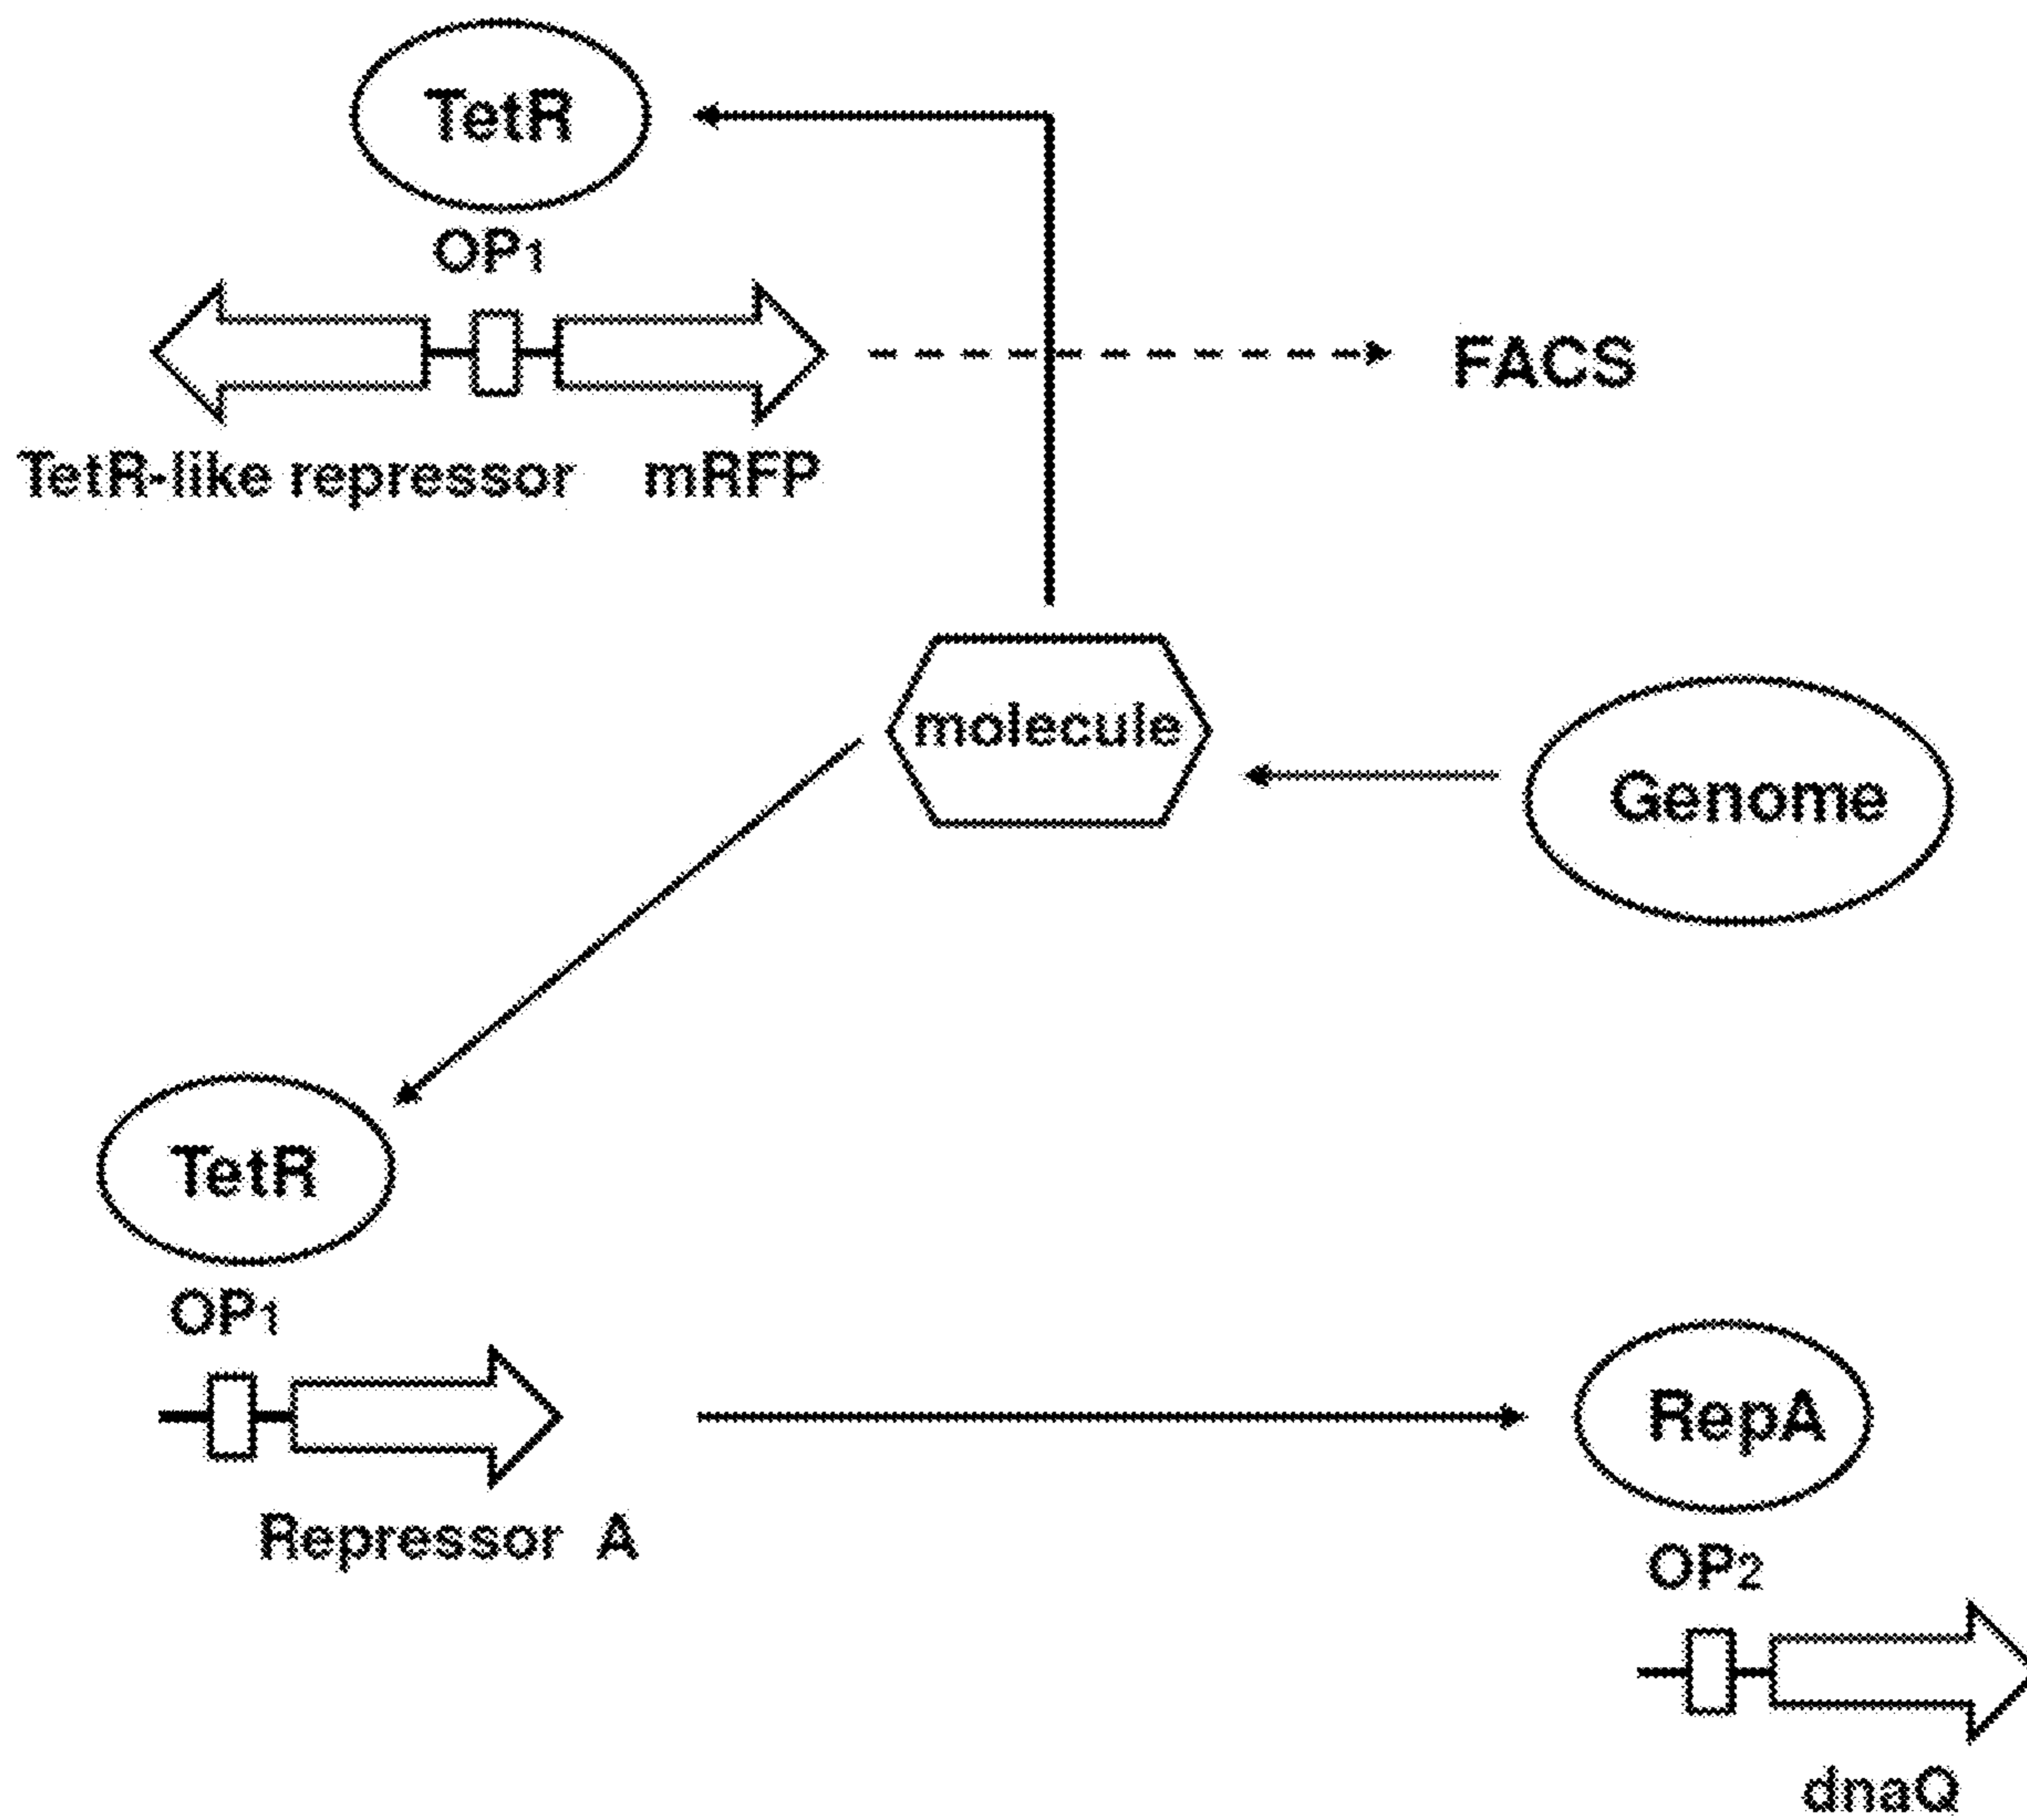 TetR
OP1
FACS
TetR-like repressor mRFP
molecule
Genome
TetR
OP1
RepA
Repressor A
OP2
dnaQ